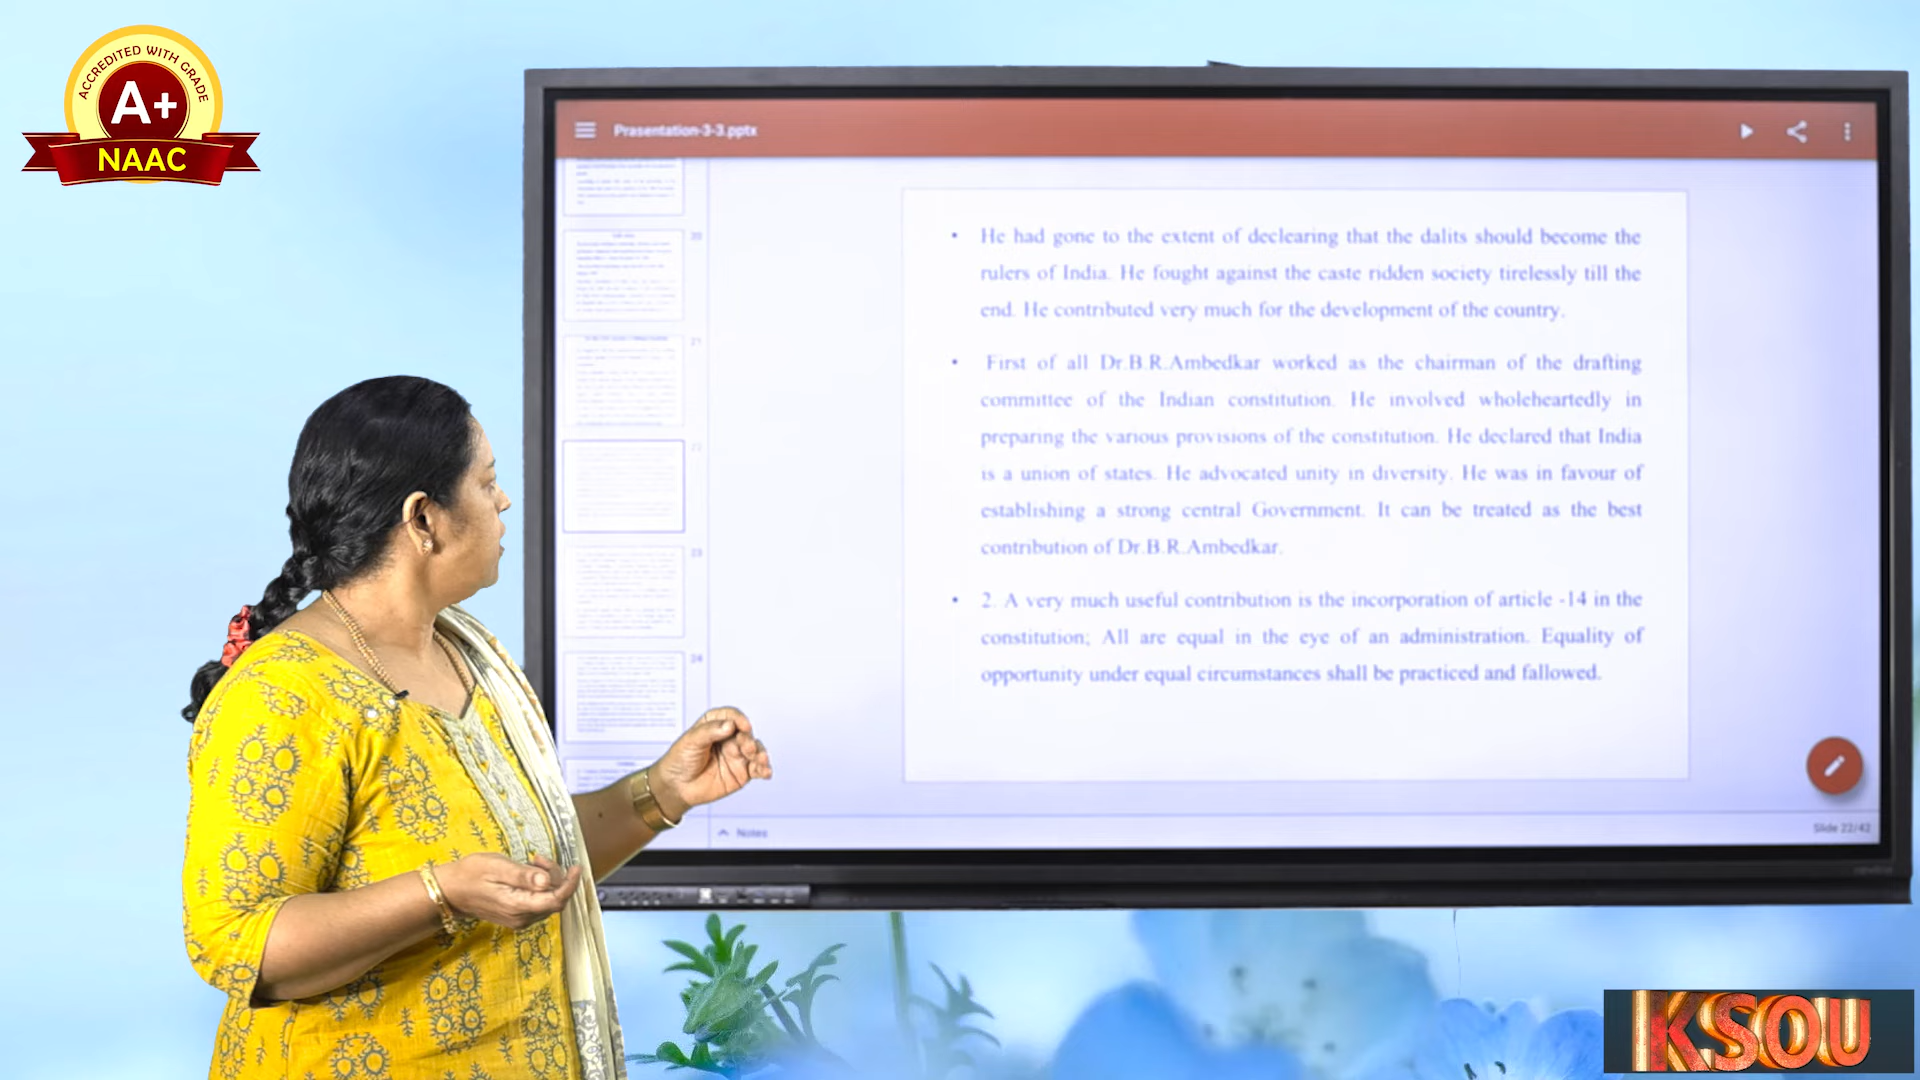 ACCREDITED WITH GRADE
A+
NAAC
Prasentation-3-3.pptx
• He had gone to the extent of declearing that the dalits should become the
rulers of India. He fought against the caste ridden society tirelessly till the
end. He contributed very much for the development of the country.
• First of all Dr.B.R.Ambedkar worked as the chairman of the drafting
committee of the Indian constitution. He involved wholeheartedly in
preparing the various provisions of the constitution. He declared that India
is a union of states. He advocated unity in diversity. He was in favour of
establishing a strong central Government. It can be treated as the best
contribution of Dr.B.R.Ambedkar.
• 2. A very much useful contribution is the incorporation of article -14 in the
constitution; All are equal in the eye of an administration. Equality of
opportunity under equal circumstances shall be practiced and fallowed.
20
21
22
23
24
Notes
Slide 22/42
KSOU